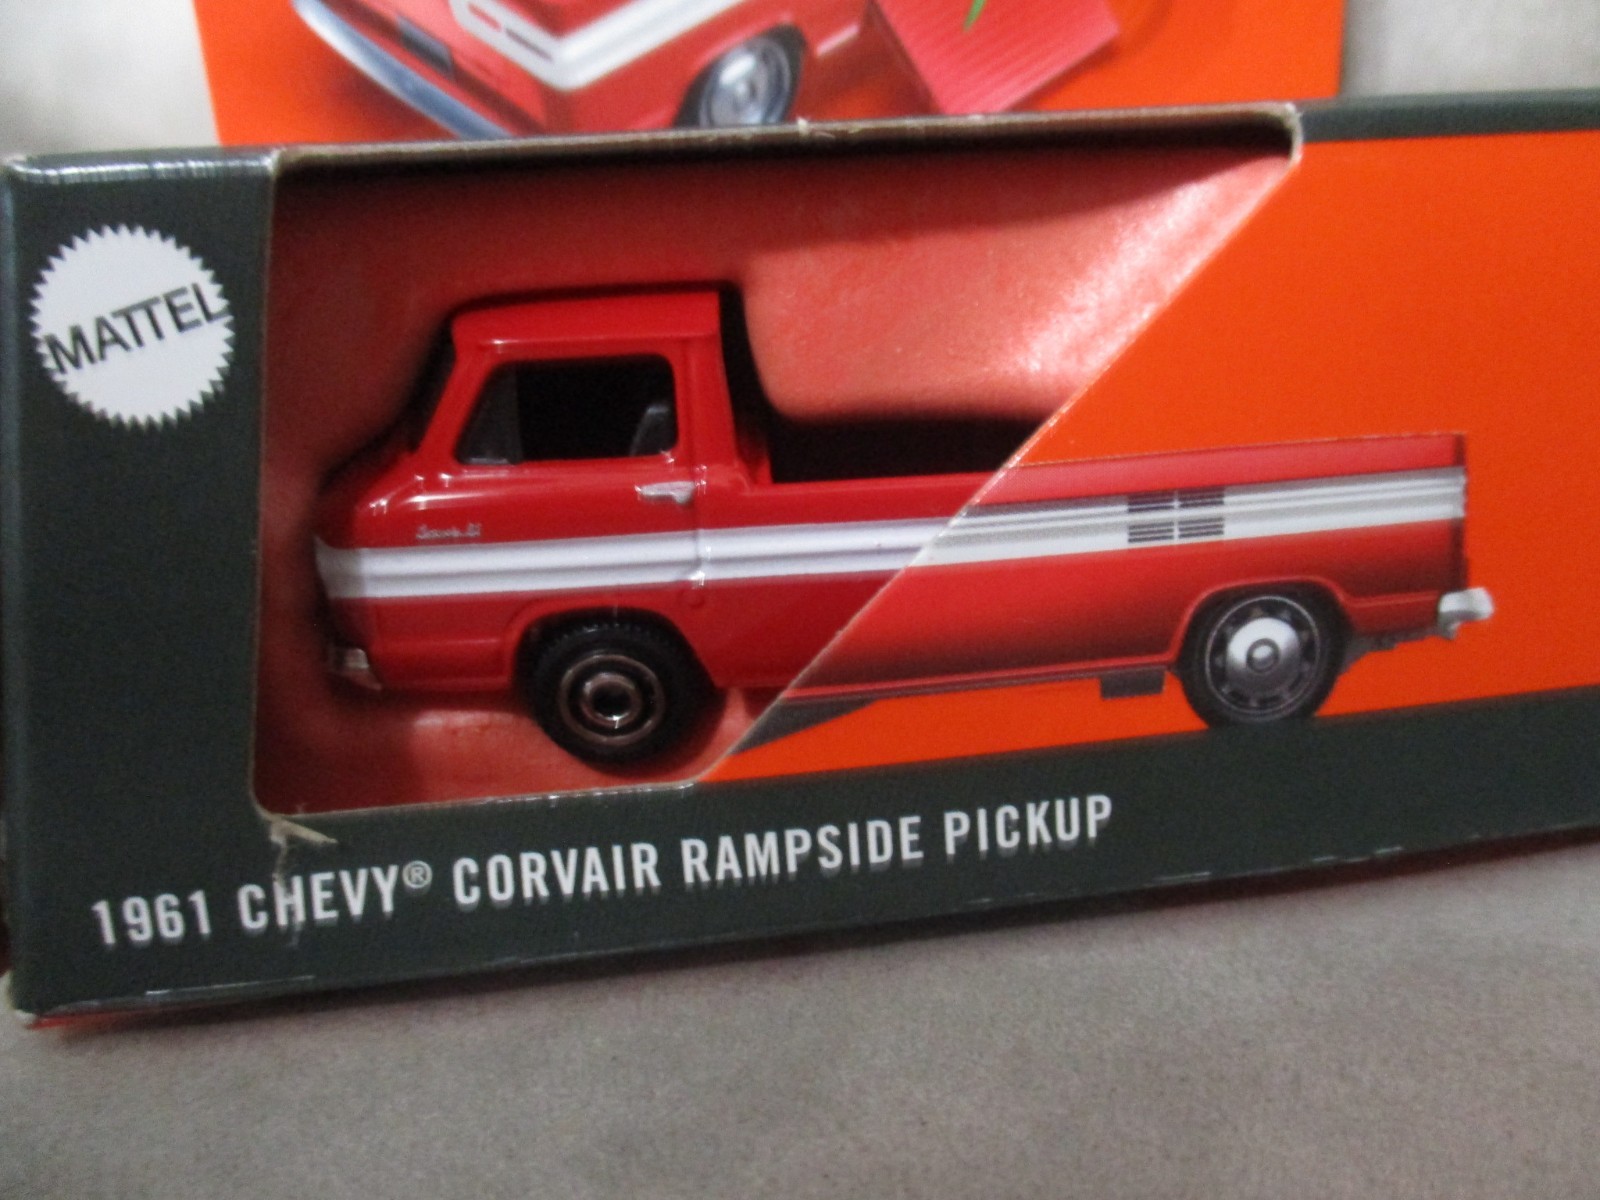 MATTEL
1961 CHEVY® CORVAIR RAMPSIDE PICKUP